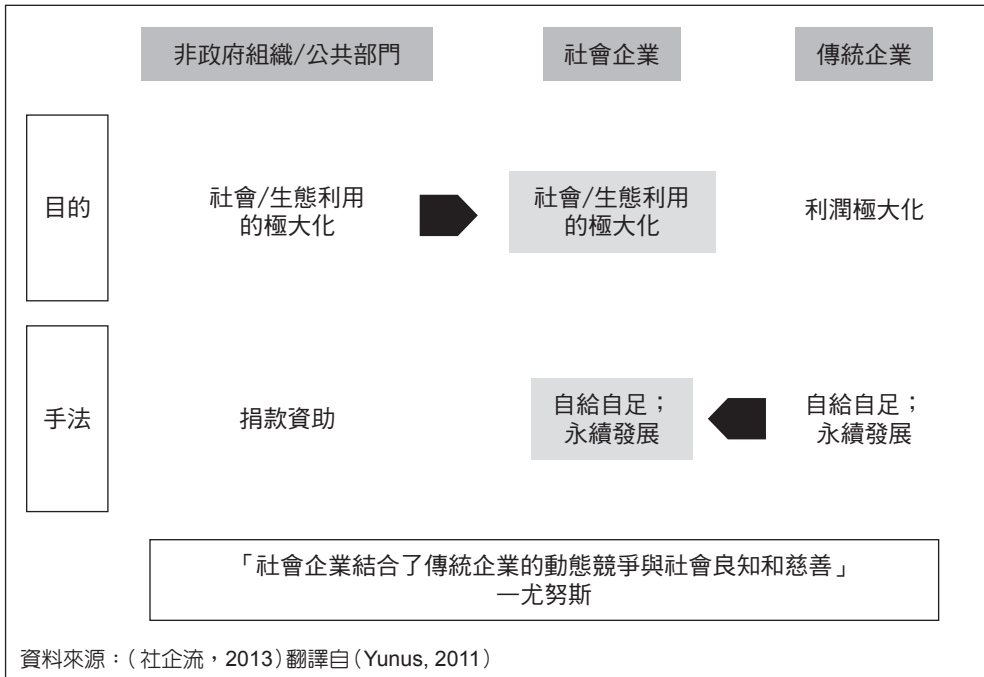 非政府組織/公共部門 社會企業 傳統企業
目的
社會/生態利用
的極大化
社會/生態利用
的極大化
利潤極大化
手法
捐款資助
自給自足；
永續發展
自給自足；
永續發展
「社會企業結合了傳統企業的動態競爭與社會良知和慈善」
—尤努斯
資料來源：(社企流，2013)翻譯自(Yunus, 2011)